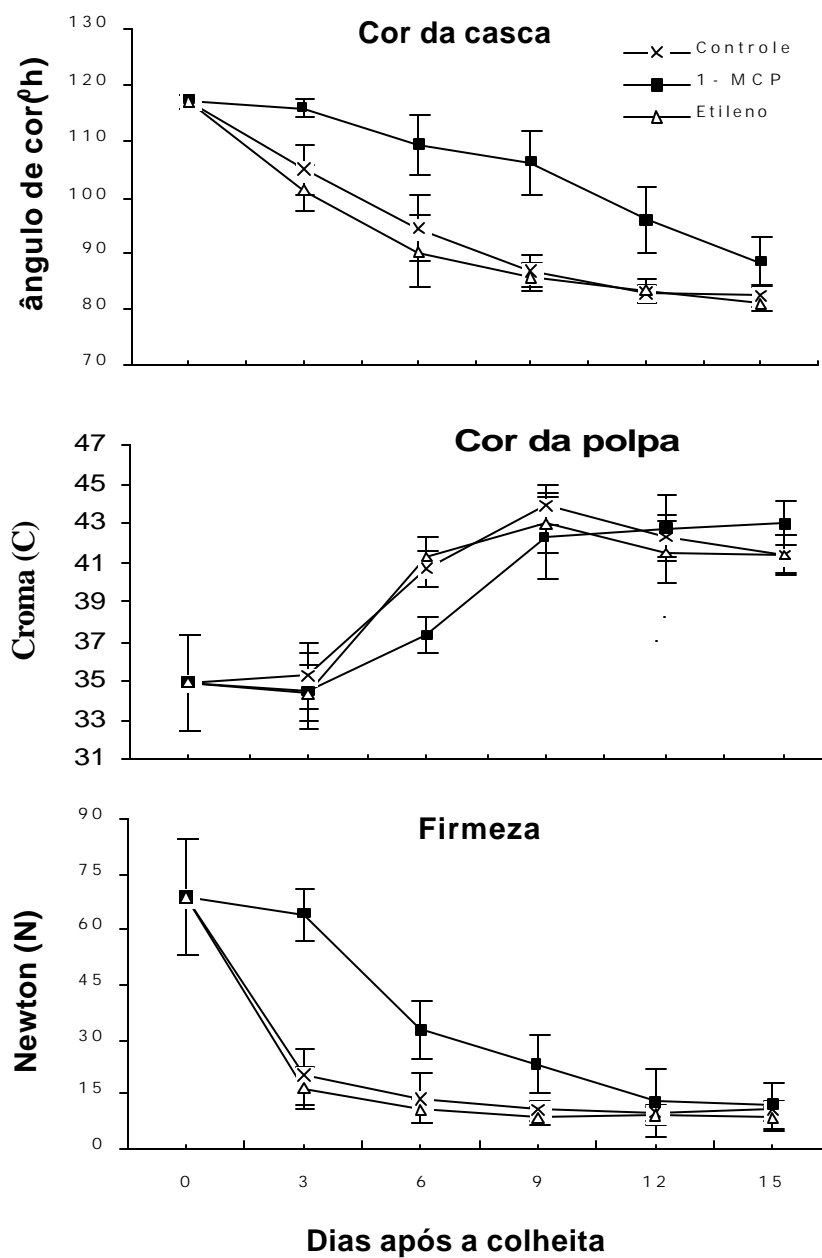 Cor da casca
Controle
1 - MCP
Etileno
ângulo de cor(ºh)
130
120
110
100
90
80
70
Cor da polpa
Croma (C)
47
45
43
41
39
37
35
33
31
Firmeza
Newton (N)
90
75
60
45
30
15
0
0 3 6 9 12 15
Dias após a colheita